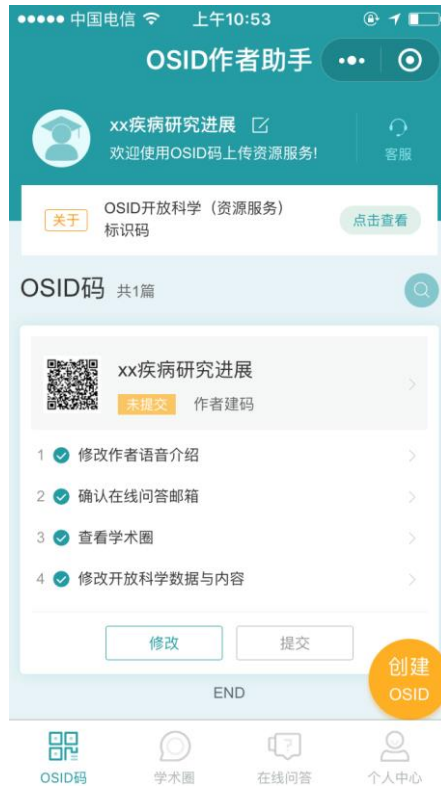 中国电信 上午10:53
OSID作者助手
xx疾病研究进展
欢迎使用OSID码上传资源服务!
客服
关于
OSID开放科学（资源服务）
标识码
点击查看
OSID码 共1篇
xx疾病研究进展
未提交 作者建码
1 修改作者语音介绍
2 确认在线问答邮箱
3 查看学术圈
4 修改开放科学数据与内容
修改 提交
创建
OSID
END
OSID码 学术圈 在线问答 个人中心